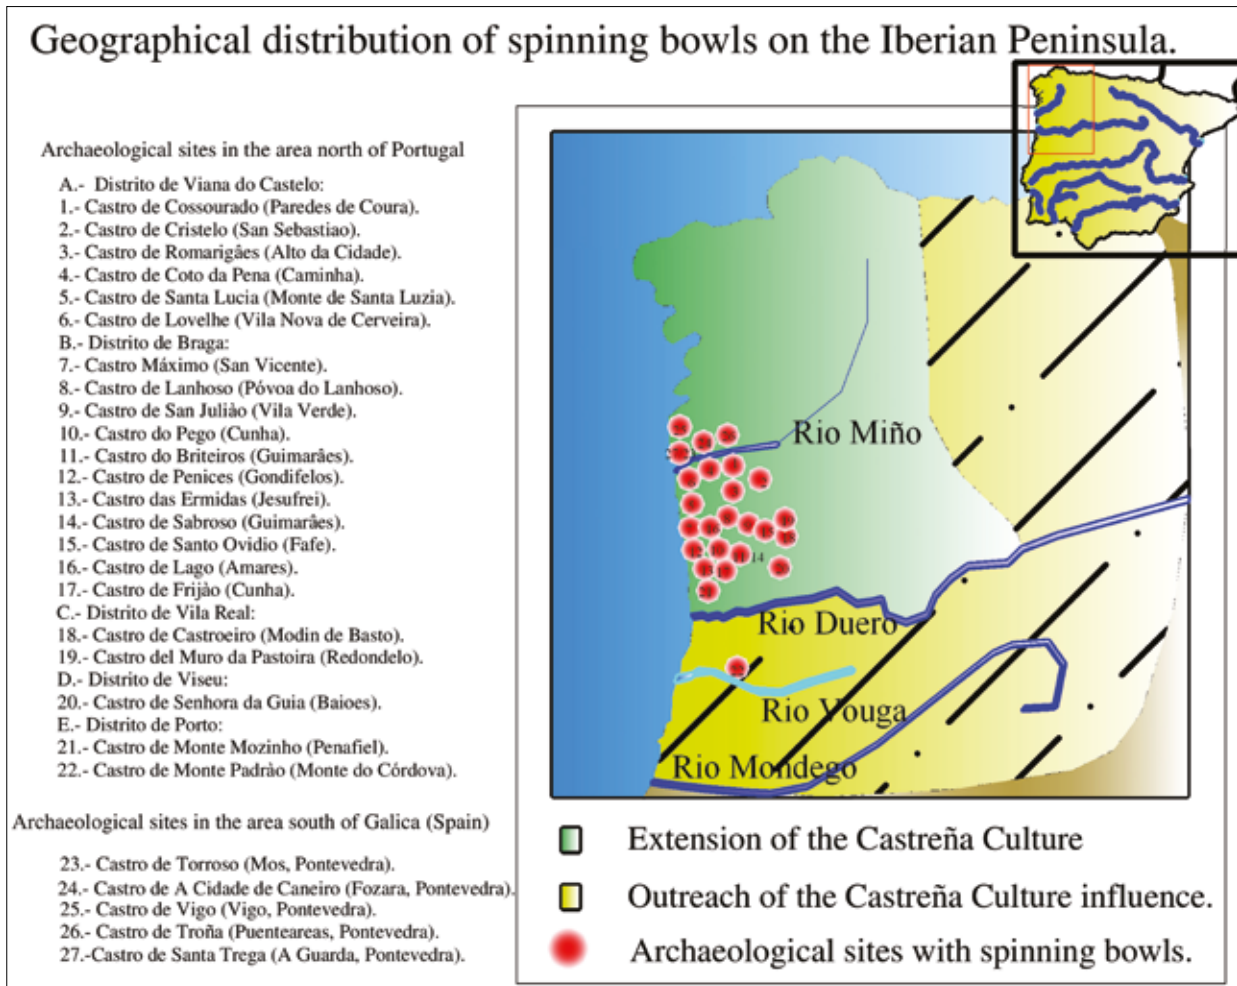 Geographical distribution of spinning bowls on the Iberian Peninsula.
Archaeological sites in the area north of Portugal
A.- Distrito de Viana do Castelo:
1.- Castro de Cossourado (Paredes de Coura).
2.- Castro de Cristelo (San Sebastiao).
3.- Castro de Romarigâes (Alto da Cidade).
4.- Castro de Coto da Pena (Caminha).
5.- Castro de Santa Lucia (Monte de Santa Luzia).
6.- Castro de Lovelhe (Vila Nova de Cerveira).
B.- Distrito de Braga:
7.- Castro Máximo (San Vicente).
8.- Castro de Lanhoso (Póvoa do Lanhoso).
9.- Castro de San Juliào (Vila Verde).
10.- Castro do Pego (Cunha).
11.- Castro do Briteiros (Guimarâes).
12.- Castro de Penices (Gondifelos).
13.- Castro das Ermidas (Jesufrei).
14.- Castro de Sabroso (Guimarâes).
15.- Castro de Santo Ovidio (Fafe).
16.- Castro de Lago (Amares).
17.- Castro de Frijào (Cunha).
C.- Distrito de Vila Real:
18.- Castro de Castroeiro (Modin de Basto).
19.- Castro del Muro da Pastoira (Redondelo).
D.- Distrito de Viseu:
20.- Castro de Senhora da Guia (Baioes).
E.- Distrito de Porto:
21.- Castro de Monte Mozinho (Penafiel).
22.- Castro de Monte Padrào (Monte do Córdova).
Archaeological sites in the area south of Galica (Spain)
23.- Castro de Torroso (Mos, Pontevedra).
24.- Castro de A Cidade de Caneiro (Fozara, Pontevedra).
25.- Castro de Vigo (Vigo, Pontevedra).
26.- Castro de Troña (Puenteareas, Pontevedra).
27.-Castro de Santa Trega (A Guarda, Pontevedra).
Rio Miño
14
Rio Duero
Rio Vouga
Rio Mondego
Extension of the Castreña Culture
Outreach of the Castreña Culture influence.
Archaeological sites with spinning bowls.